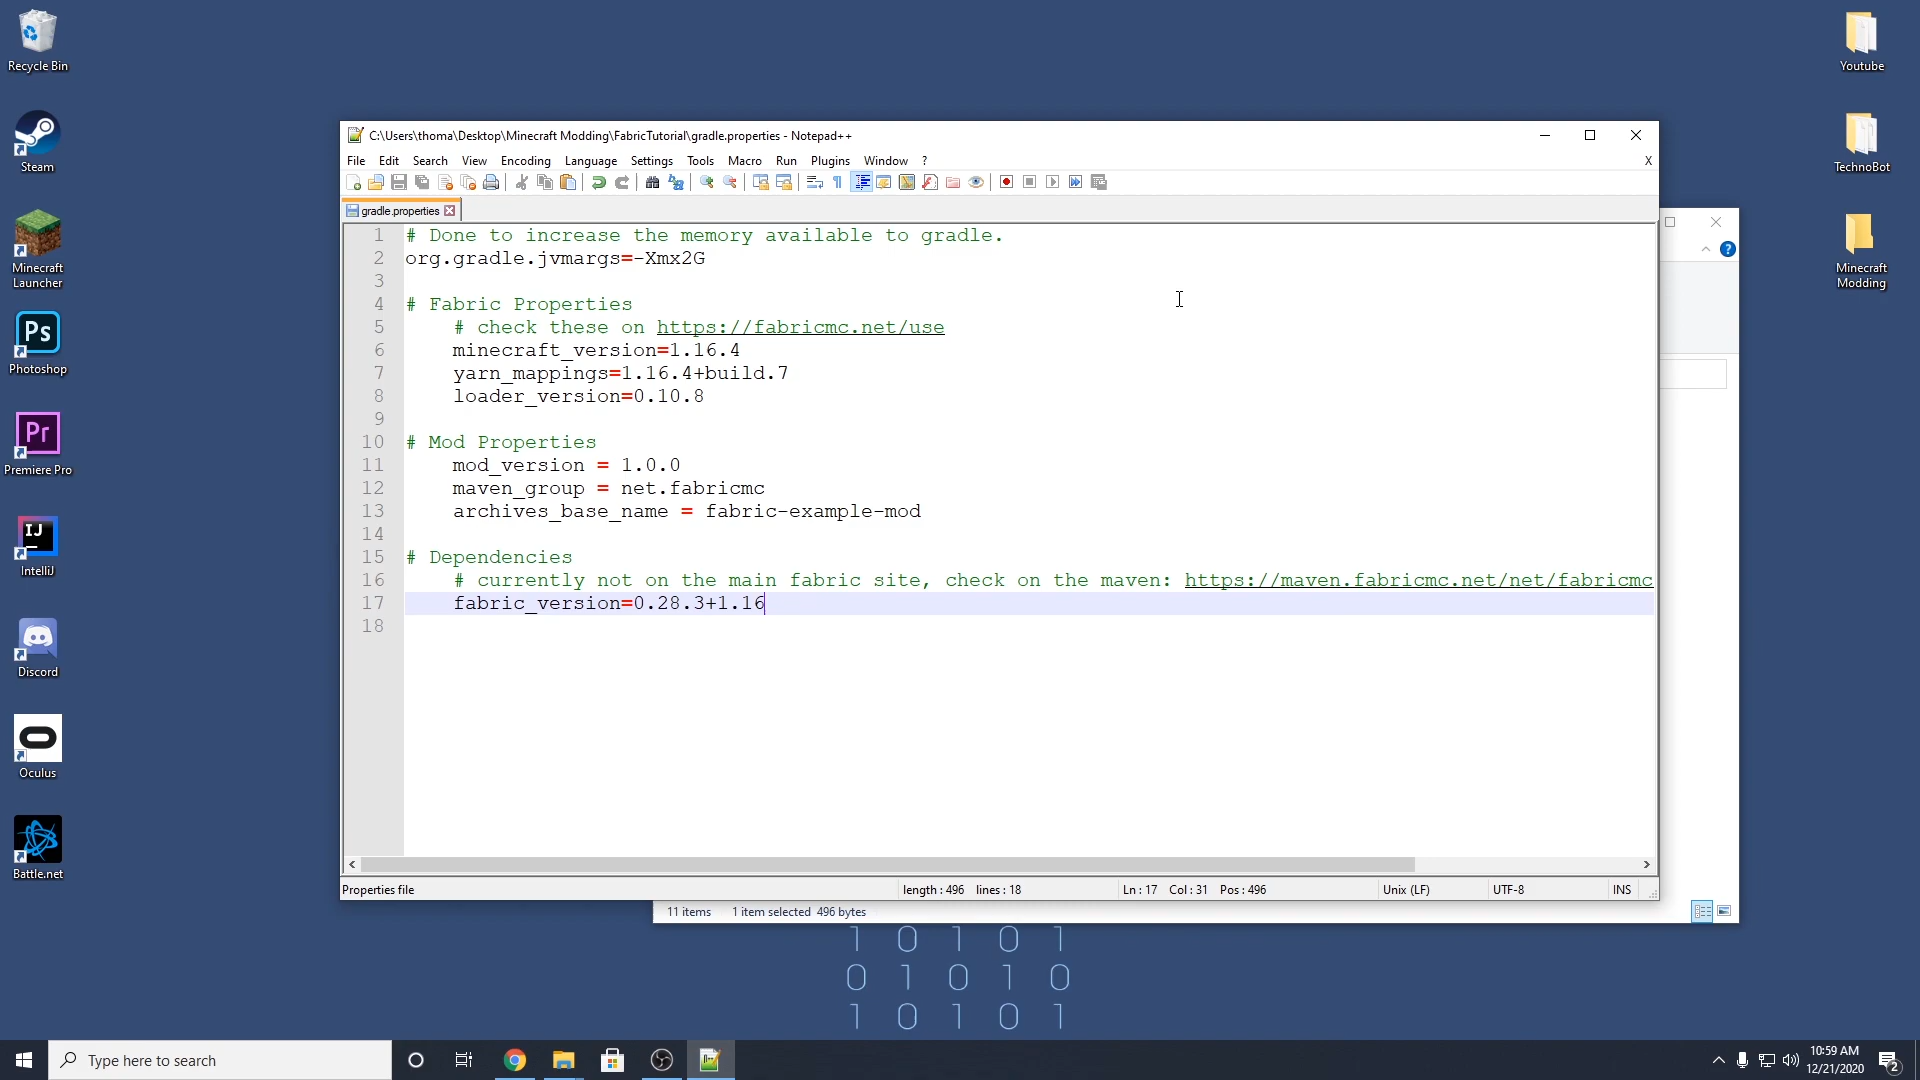 Recycle Bin
Steam
Minecraft
Launcher
Ps
Photoshop
Pr
Premiere Pro
IJ
IntelliJ
Discord
Oculus
Battle.net
Youtube
TechnoBot
Minecraft
Modding
C:\Users\thoma\Desktop\Minecraft Modding\FabricTutorial\gradle.properties - Notepad++
File Edit Search View Encoding Language Settings Tools Macro Run Plugins Window ? X
gradle.properties
1 # Done to increase the memory available to gradle.
2 org.gradle.jvmargs=-Xmx2G
3
4 # Fabric Properties
5 # check these on https://fabricmc.net/use
6 minecraft_version=1.16.4
7 yarn_mappings=1.16.4+build.7
8 loader_version=0.10.8
9
10 # Mod Properties
11 mod_version = 1.0.0
12 maven_group = net.fabricmc
13 archives_base_name = fabric-example-mod
14
15 # Dependencies
16 # currently not on the main fabric site, check on the maven: https://maven.fabricmc.net/net/fabricmc
17 fabric_version=0.28.3+1.16
18
Properties file length : 496 lines : 18 Ln : 17 Col : 31 Pos : 496 Unix (LF) UTF-8 INS
11 items 1 item selected 496 bytes
1 0 1 0 1
0 1 0 1 0
1 0 1 0 1
Type here to search
10:59 AM
12/21/2020
2